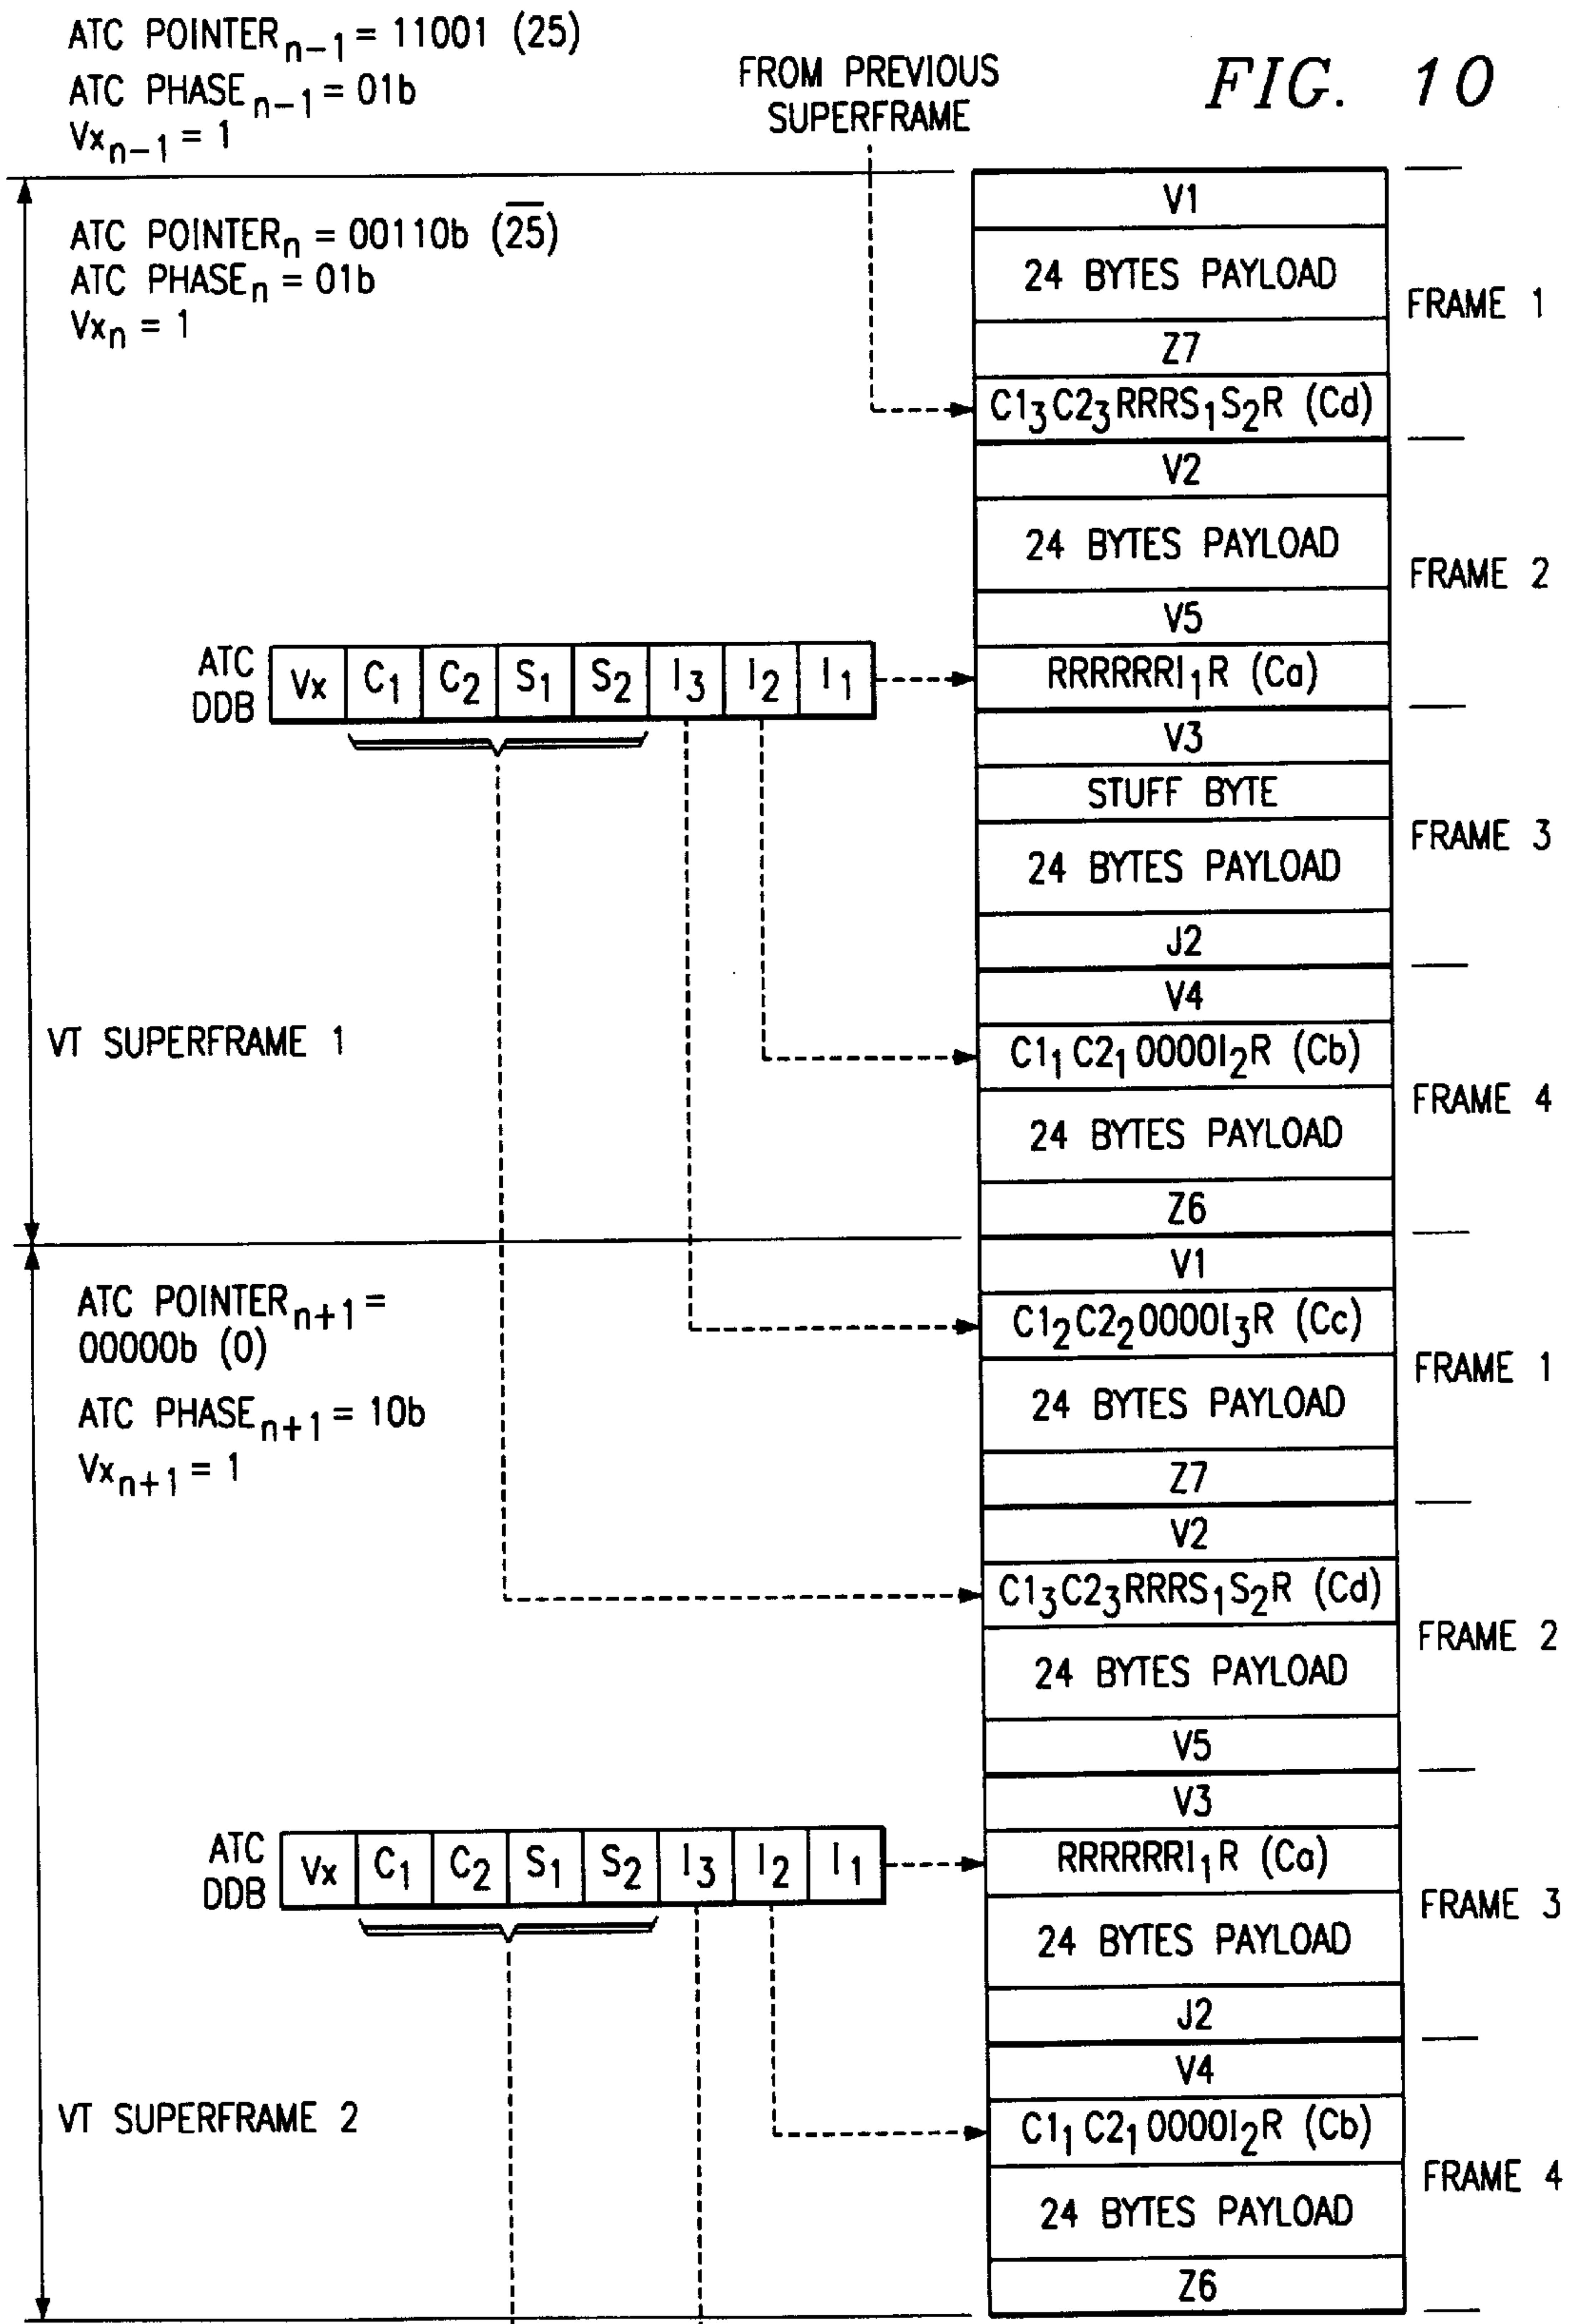 ATC POINTERn-1 = 11001 (25)
ATC PHASEn-1 = 01b
Vxn-1 = 1
FROM PREVIOUS
SUPERFRAME
FIG. 10
ATC POINTERn = 00110b (2̅5̅)
ATC PHASEn = 01b
Vxn = 1
V1
24 BYTES PAYLOAD
Z7
C1₃C2₃RRRS₁S₂R (Cd)
FRAME 1
V2
24 BYTES PAYLOAD
V5
RRRRRRI₁R (Ca)
FRAME 2
ATC
DDB
Vx C₁ C₂ S₁ S₂ I₃ I₂ I₁
V3
STUFF BYTE
24 BYTES PAYLOAD
J2
FRAME 3
VT SUPERFRAME 1
V4
C1₁C2₁0000I₂R (Cb)
24 BYTES PAYLOAD
Z6
FRAME 4
ATC POINTERn+1 =
00000b (0)
ATC PHASEn+1 = 10b
Vxn+1 = 1
V1
C1₂C2₂0000I₃R (Cc)
24 BYTES PAYLOAD
Z7
FRAME 1
V2
C1₃C2₃RRRS₁S₂R (Cd)
24 BYTES PAYLOAD
V5
FRAME 2
ATC
DDB
Vx C₁ C₂ S₁ S₂ I₃ I₂ I₁
V3
RRRRRRI₁R (Ca)
24 BYTES PAYLOAD
J2
FRAME 3
VT SUPERFRAME 2
V4
C1₁C2₁0000I₂R (Cb)
24 BYTES PAYLOAD
Z6
FRAME 4